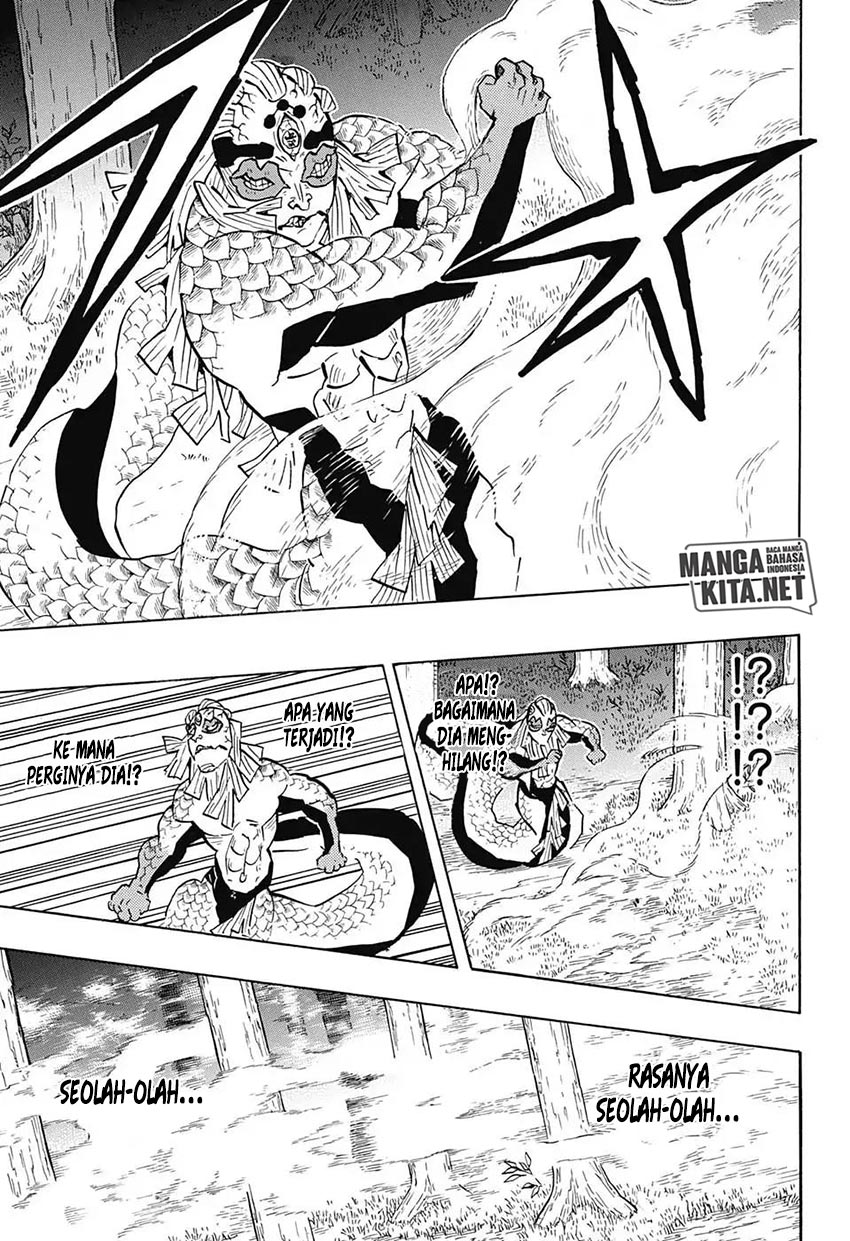 MANGA
KITA.NET
BACA MANGA
BAHASA
INDONESIA
!?
!?
!?
APA!?
BAGAIMANA
DIA MENG-
HILANG!?
APA YANG
TERJADI!?
KE MANA
PERGINYA DIA!?
RASANYA
SEOLAH-OLAH...
SEOLAH-OLAH...